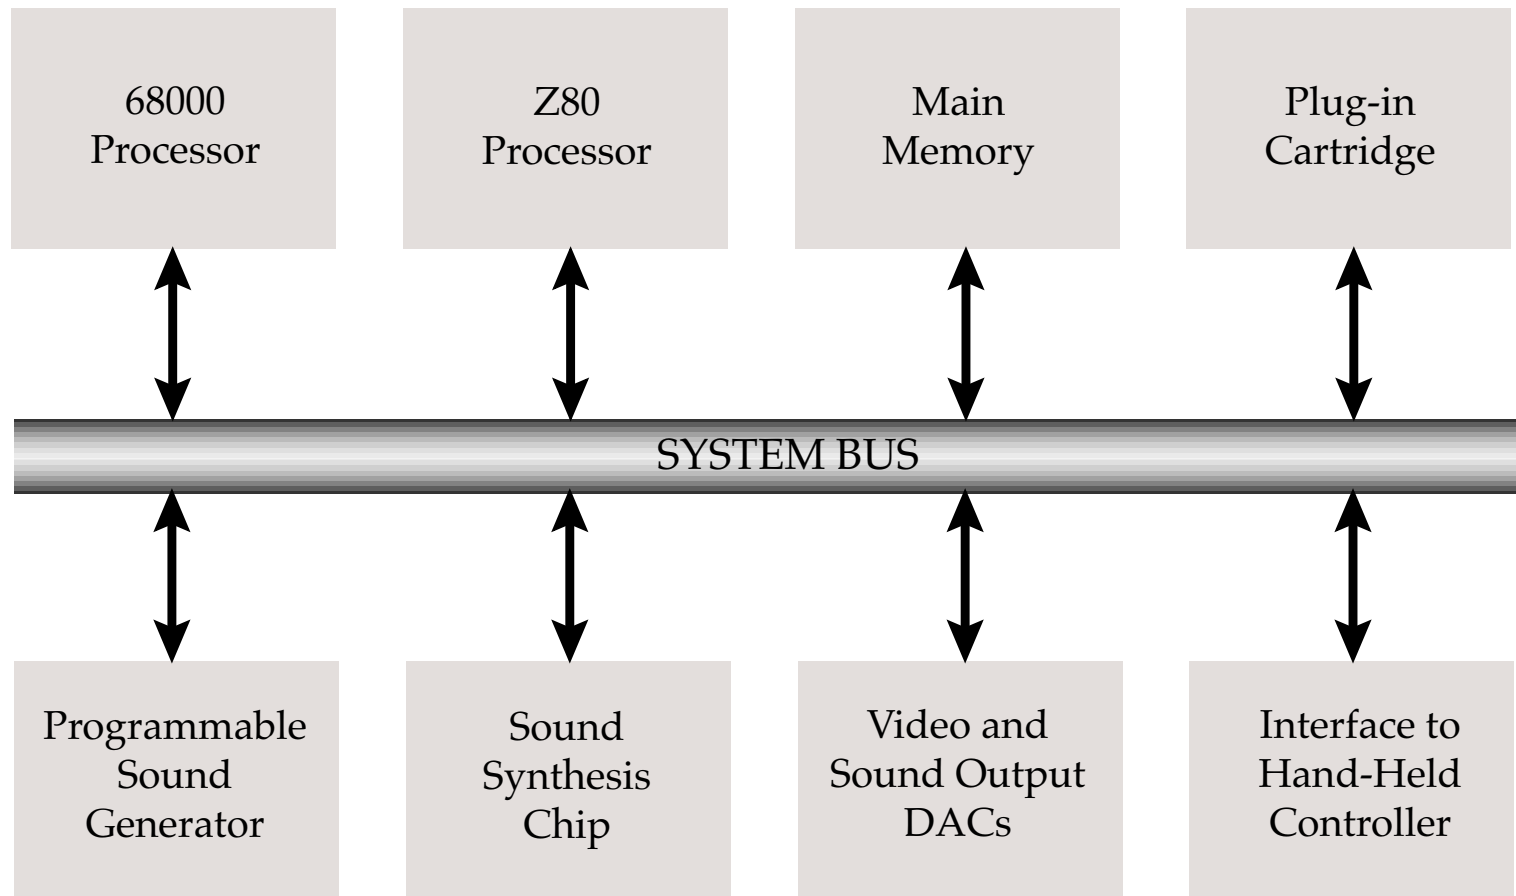 68000
Processor
Z80
Processor
Main
Memory
Plug-in
Cartridge
SYSTEM BUS
Programmable
Sound
Generator
Sound
Synthesis
Chip
Video and
Sound Output
DACs
Interface to
Hand-Held
Controller